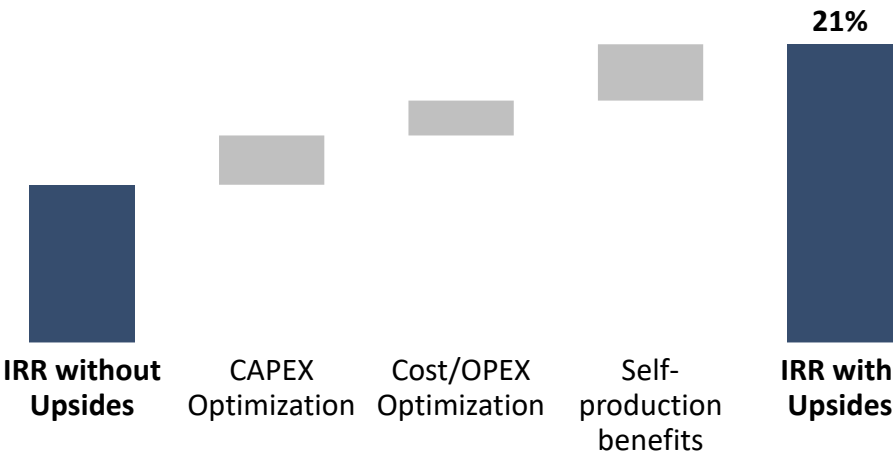 21%
IRR without
Upsides
CAPEX
Optimization
Cost/OPEX
Optimization
Self-
production
benefits
IRR with
Upsides